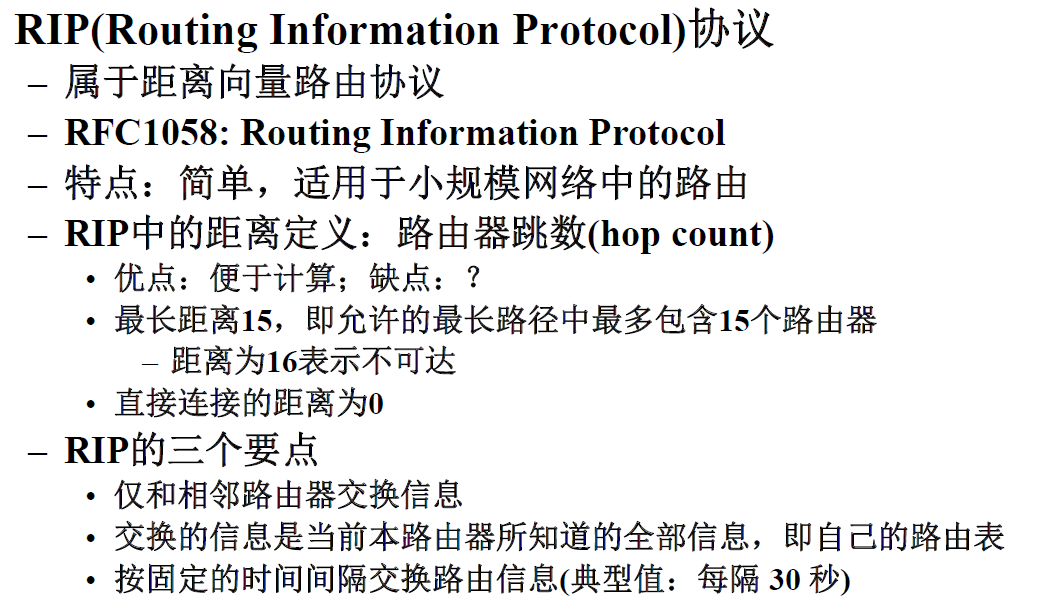 RIP(Routing Information Protocol)协议
– 属于距离向量路由协议
– RFC1058: Routing Information Protocol
– 特点：简单，适用于小规模网络中的路由
– RIP中的距离定义：路由器跳数(hop count)
• 优点：便于计算；缺点：？
• 最长距离15，即允许的最长路径中最多包含15个路由器
– 距离为16表示不可达
• 直接连接的距离为0
– RIP的三个要点
• 仅和相邻路由器交换信息
• 交换的信息是当前本路由器所知道的全部信息，即自己的路由表
• 按固定的时间间隔交换路由信息(典型值：每隔 30 秒)